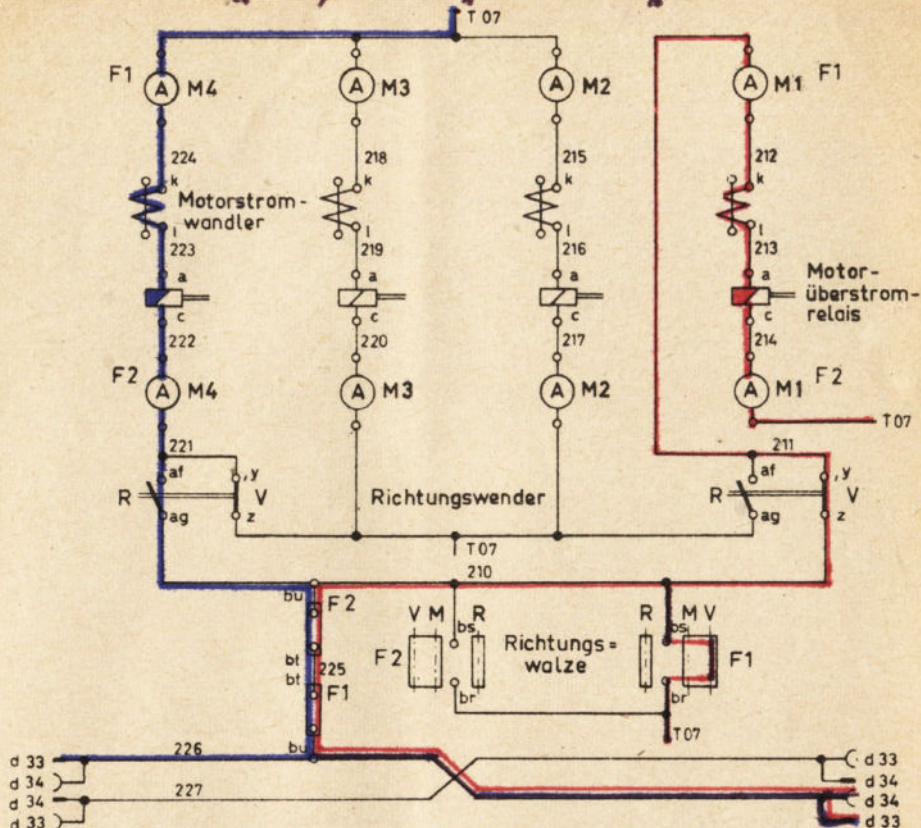 T 07
F1
A
M4
A
M3
A
M2
A
M1
F1
224
k
218
k
215
k
212
k
Motorstrom-
wandler
l
l
l
l
223
219
216
213
a
a
a
a
Motor-
überstrom-
relais
c
c
c
c
222
220
217
214
F2
A
M4
A
M3
A
M2
A
M1
F2
T07
221
211
af
,y
af
,y
R
V
Richtungswender
R
V
ag
z
ag
z
T07
210
bu
F2
V M R
bs
R
bs
M V
F2
Richtungs=
walze
F1
bt
225
bt
F1
br
br
T07
bu
d 33
226
d 33
d 34
d 34
d 34
227
d 34
d 33
d 33